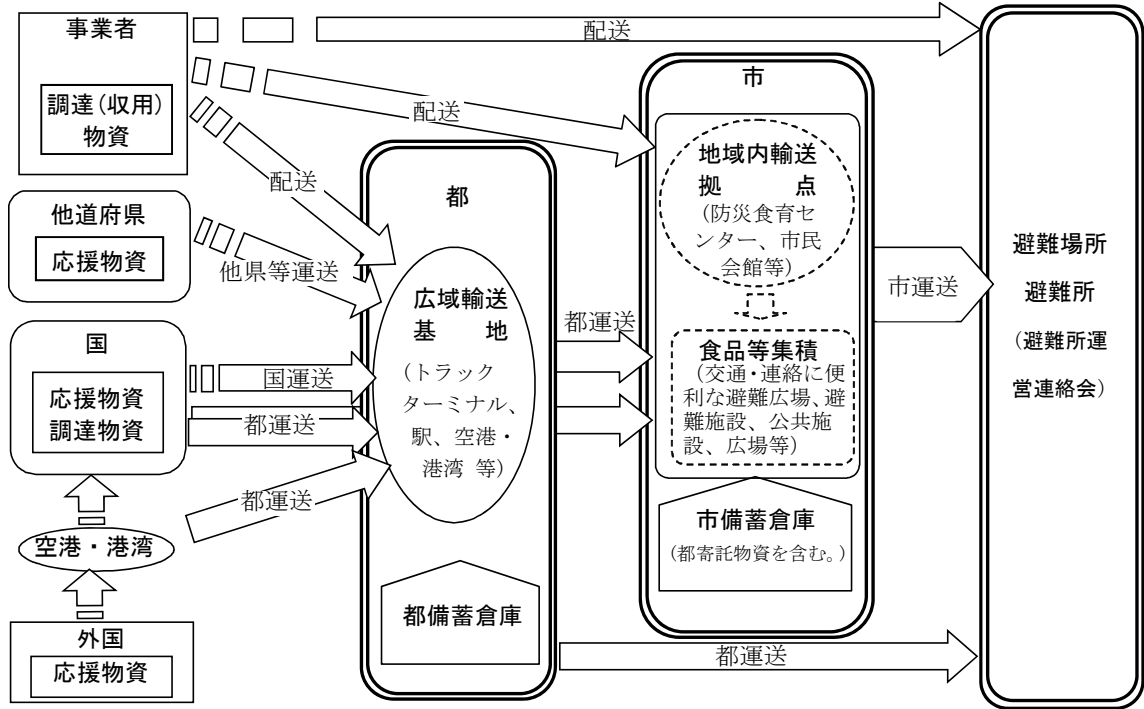 事業者
調達(収用)
物資
他道府県
応援物資
国
応援物資
調達物資
空港・港湾
外国
応援物資
配送
配送
配送
他県等運送
国運送
都運送
都運送
都
広域輸送
基　　地
(トラック
ターミナル、
駅、空港・
港湾 等)
都備蓄倉庫
都運送
都運送
市
地域内輸送
拠　　点
(防災食育セ
ンター、市民
会館等)
食品等集積
(交通・連絡に便
利な避難広場、避
難施設、公共施
設、広場等)
市備蓄倉庫
(都寄託物資を含む。)
市運送
避難場所
避難所
(避難所運
営連絡会)